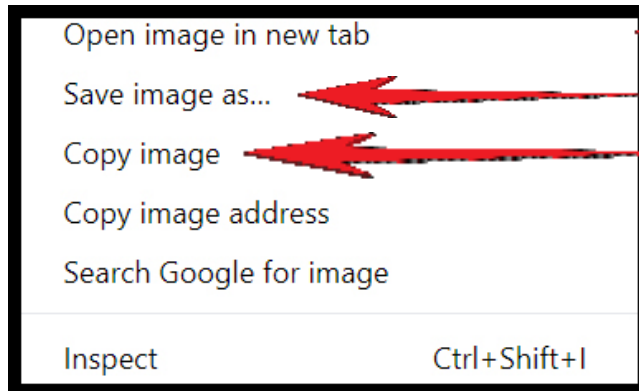 Open image in new tab
Save image as...
Copy image
Copy image address
Search Google for image
Inspect Ctrl+Shift+I